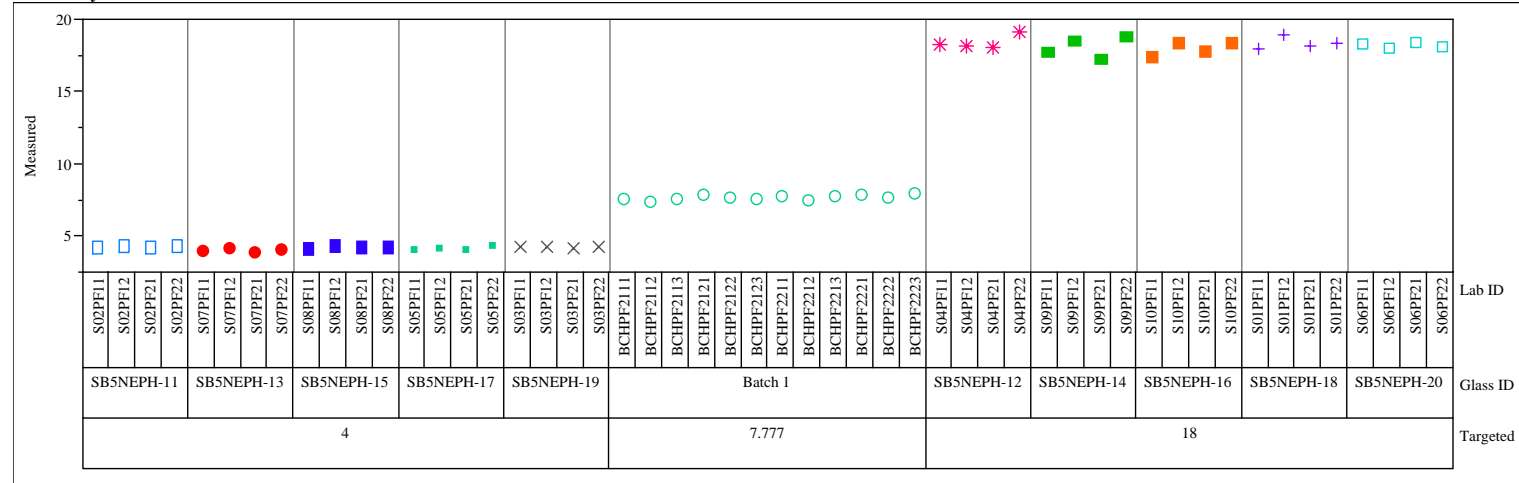 20
15
10
5
Measured
S02PF11 S02PF12 S02PF21 S02PF22 S07PF11 S07PF12 S07PF21 S07PF22 S08PF11 S08PF12 S08PF21 S08PF22 S05PF11 S05PF12 S05PF21 S05PF22 S03PF11 S03PF12 S03PF21 S03PF22 BCHPF2111 BCHPF2112 BCHPF2113 BCHPF2121 BCHPF2122 BCHPF2123 BCHPF2211 BCHPF2212 BCHPF2213 BCHPF2221 BCHPF2222 BCHPF2223 S04PF11 S04PF12 S04PF21 S04PF22 S09PF11 S09PF12 S09PF21 S09PF22 S10PF11 S10PF12 S10PF21 S10PF22 S01PF11 S01PF12 S01PF21 S01PF22 S06PF11 S06PF12 S06PF21 S06PF22 Lab ID
SB5NEPH-11 SB5NEPH-13 SB5NEPH-15 SB5NEPH-17 SB5NEPH-19 Batch 1 SB5NEPH-12 SB5NEPH-14 SB5NEPH-16 SB5NEPH-18 SB5NEPH-20 Glass ID
4 7.777 18 Targeted